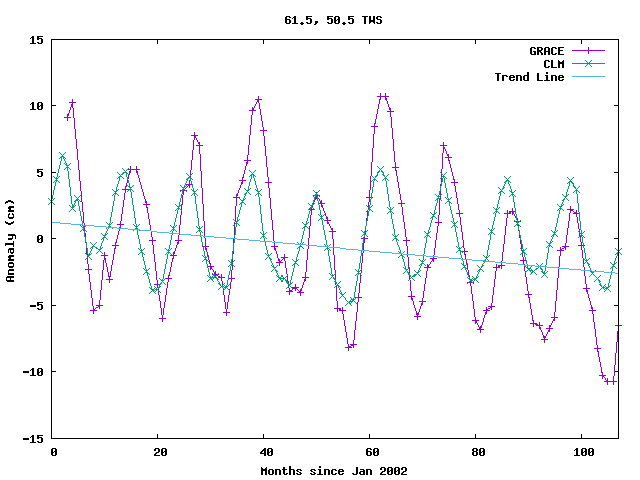 61.5, 50.5 TWS
GRACE
CLM
Trend Line
15
10
5
0
-5
-10
-15
Anomaly (cm)
0 20 40 60 80 100
Months since Jan 2002